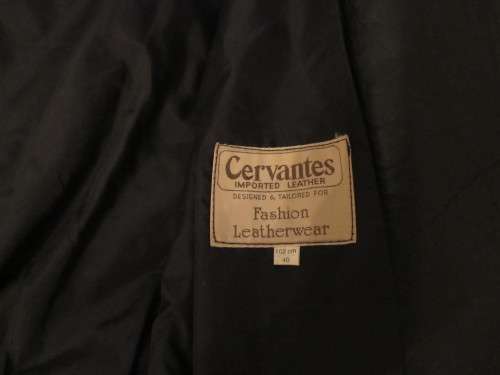 Cervantes
IMPORTED LEATHER
DESIGNED & TAILORED FOR
Fashion
Leatherwear
102 cm
40